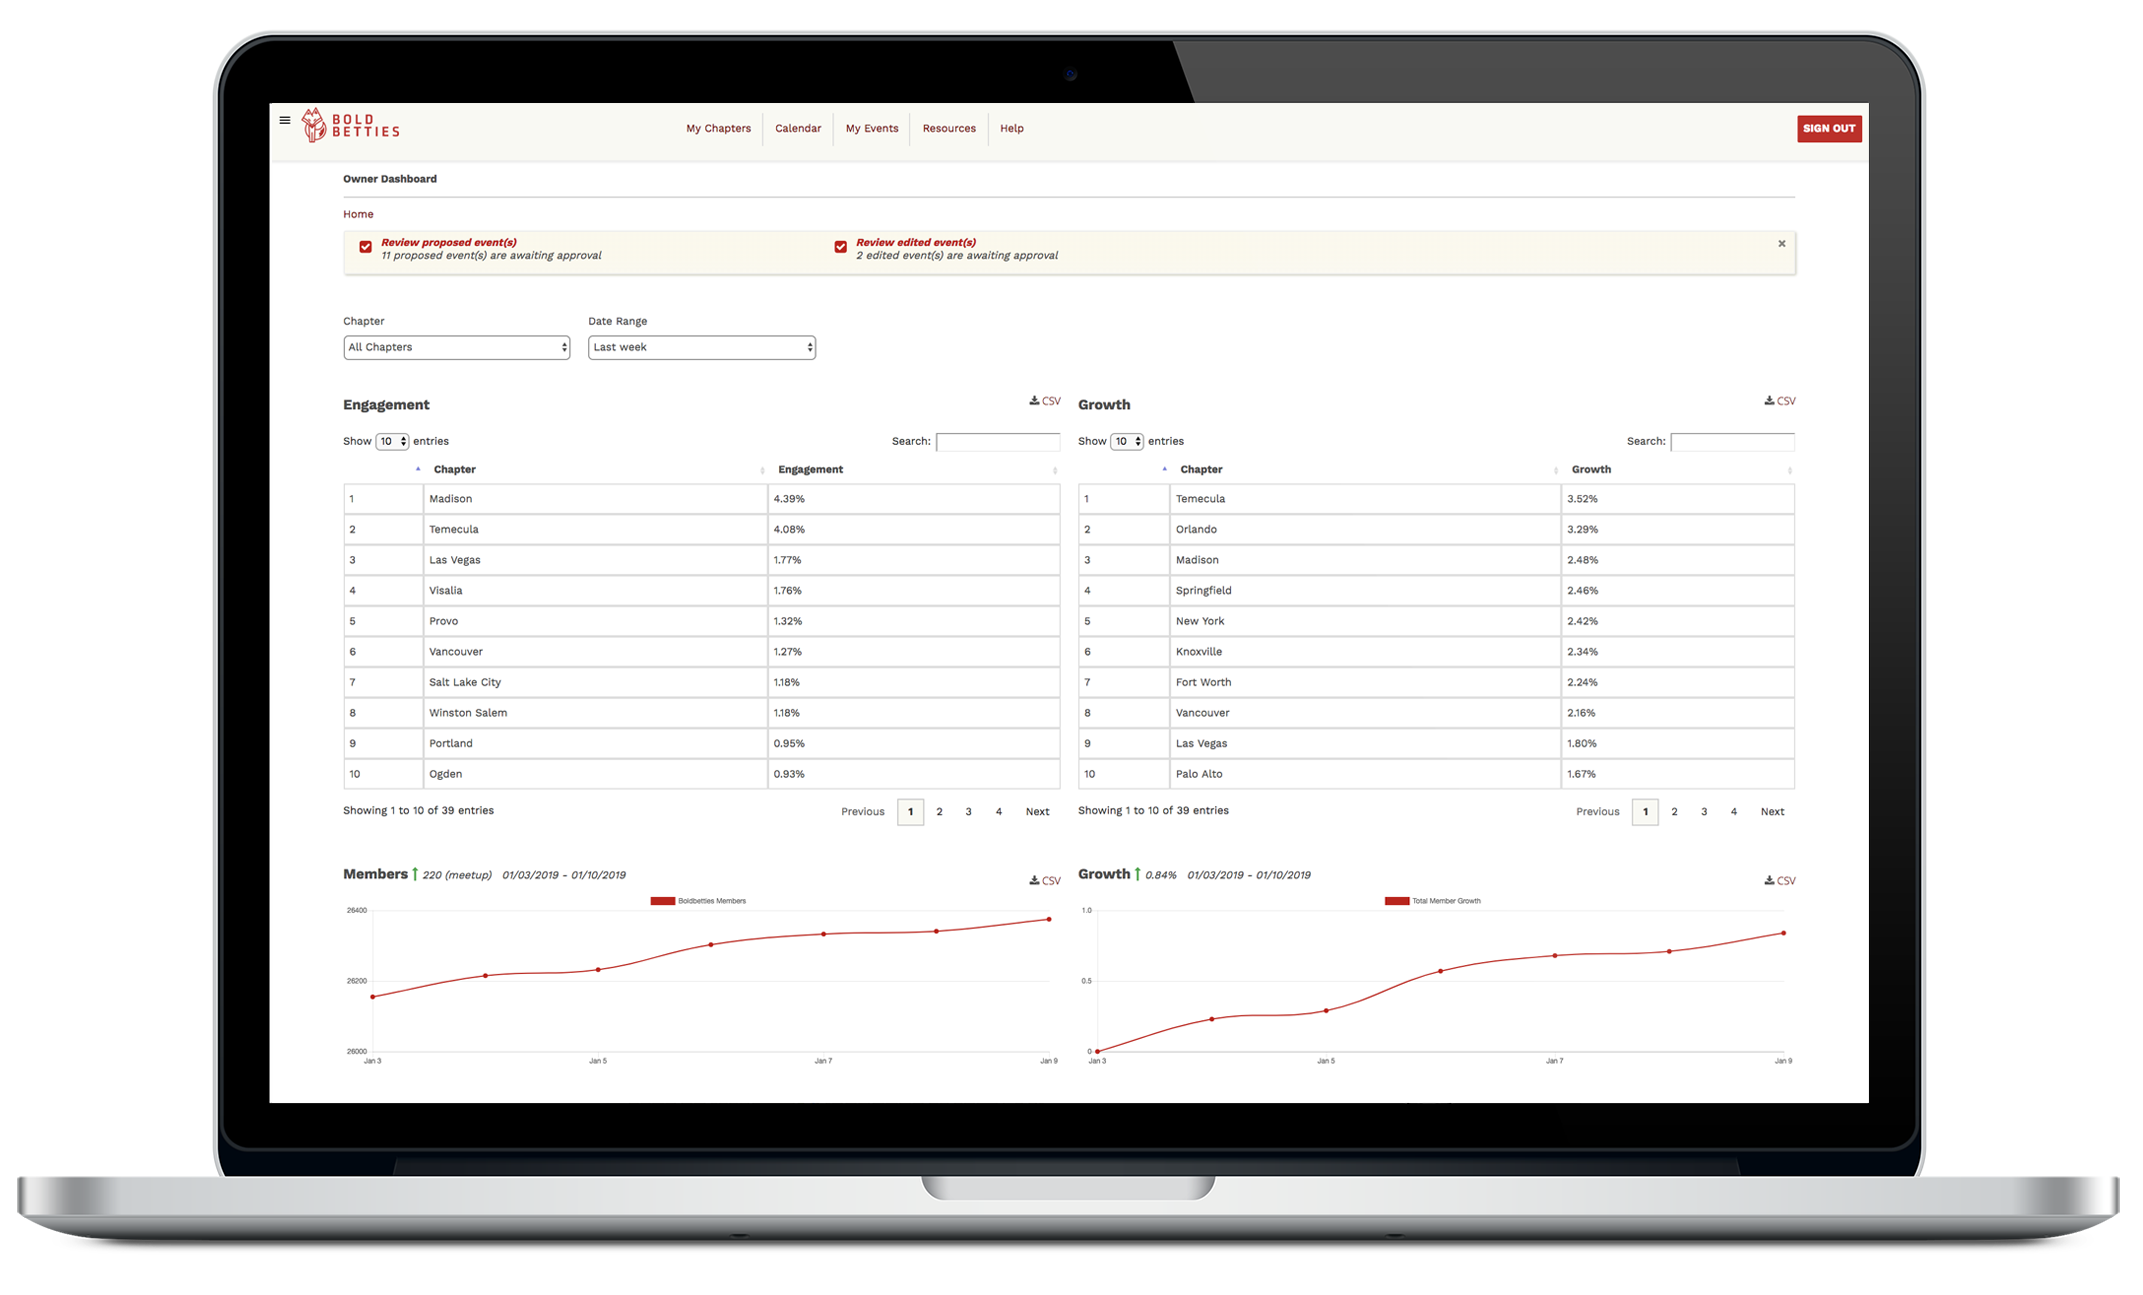 BOLD
BETTIES
My Chapters Calendar My Events Resources Help
SIGN OUT
Owner Dashboard
Home
Review proposed event(s)
11 proposed event(s) are awaiting approval
Review edited event(s)
2 edited event(s) are awaiting approval
×
Chapter
All Chapters
Date Range
Last week
Engagement
CSV
Show 10 entries
Search:
Chapter Engagement
1 Madison 4.39%
2 Temecula 4.08%
3 Las Vegas 1.77%
4 Visalia 1.76%
5 Provo 1.32%
6 Vancouver 1.27%
7 Salt Lake City 1.18%
8 Winston Salem 1.18%
9 Portland 0.95%
10 Ogden 0.93%
Showing 1 to 10 of 39 entries
Previous 1 2 3 4 Next
Growth
CSV
Show 10 entries
Search:
Chapter Growth
1 Temecula 3.52%
2 Orlando 3.29%
3 Madison 2.48%
4 Springfield 2.46%
5 New York 2.42%
6 Knoxville 2.34%
7 Fort Worth 2.24%
8 Vancouver 2.16%
9 Las Vegas 1.80%
10 Palo Alto 1.67%
Showing 1 to 10 of 39 entries
Previous 1 2 3 4 Next
Members 220 (meetup) 01/03/2019 - 01/10/2019
CSV
Boldbetties Members
26400
26200
26000
Jan 3 Jan 5 Jan 7 Jan 9
Growth 0.84% 01/03/2019 - 01/10/2019
CSV
Total Member Growth
1.0
0.5
0
Jan 3 Jan 5 Jan 7 Jan 9